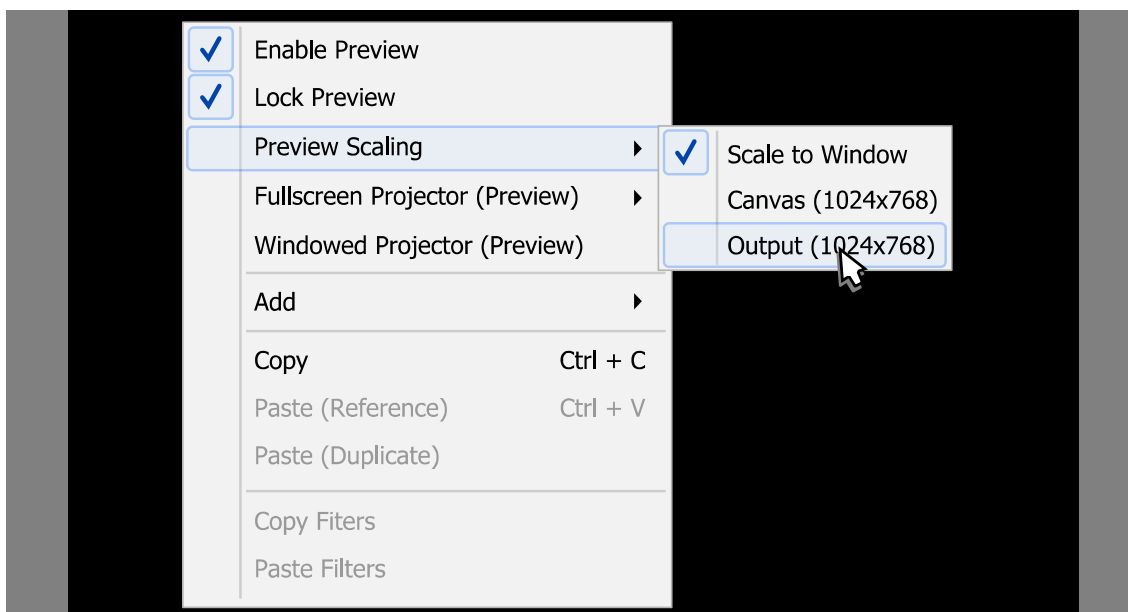 Enable Preview
Lock Preview
Preview Scaling
Scale to Window
Canvas (1024x768)
Output (1024x768)
Fullscreen Projector (Preview)
Windowed Projector (Preview)
Add
Copy Ctrl + C
Paste (Reference) Ctrl + V
Paste (Duplicate)
Copy Fiters
Paste Filters